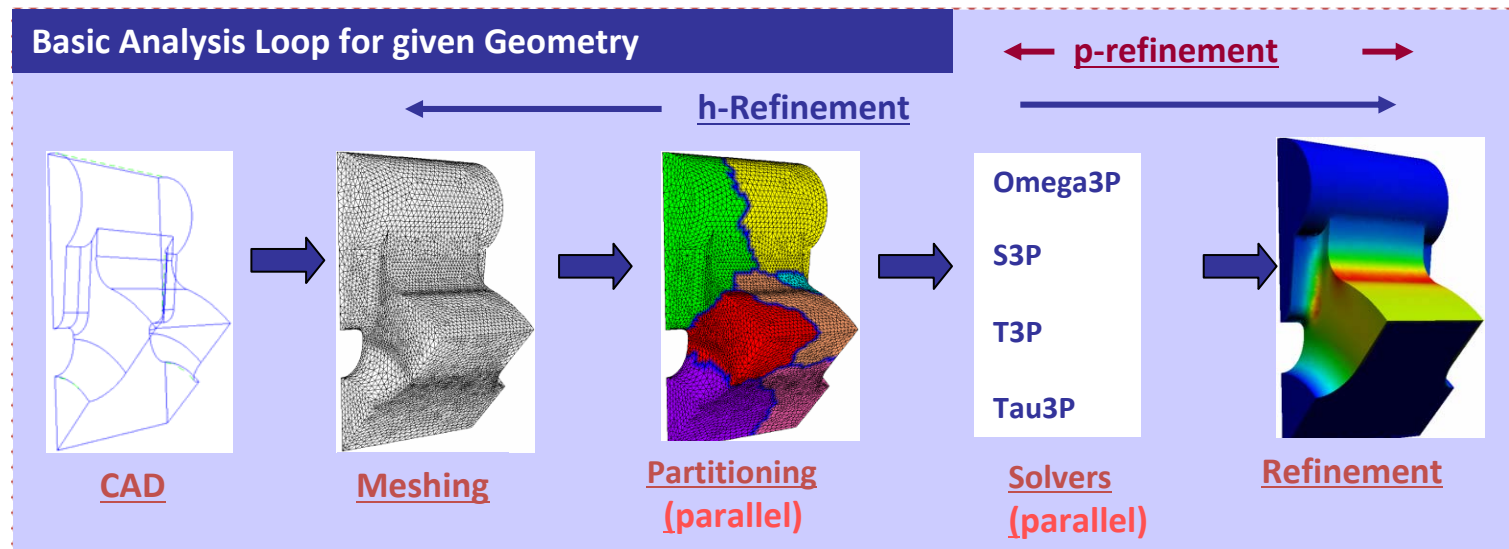 Basic Analysis Loop for given Geometry
p-refinement
h-Refinement
Omega3P
S3P
T3P
Tau3P
CAD
Meshing
Partitioning
(parallel)
Solvers
(parallel)
Refinement